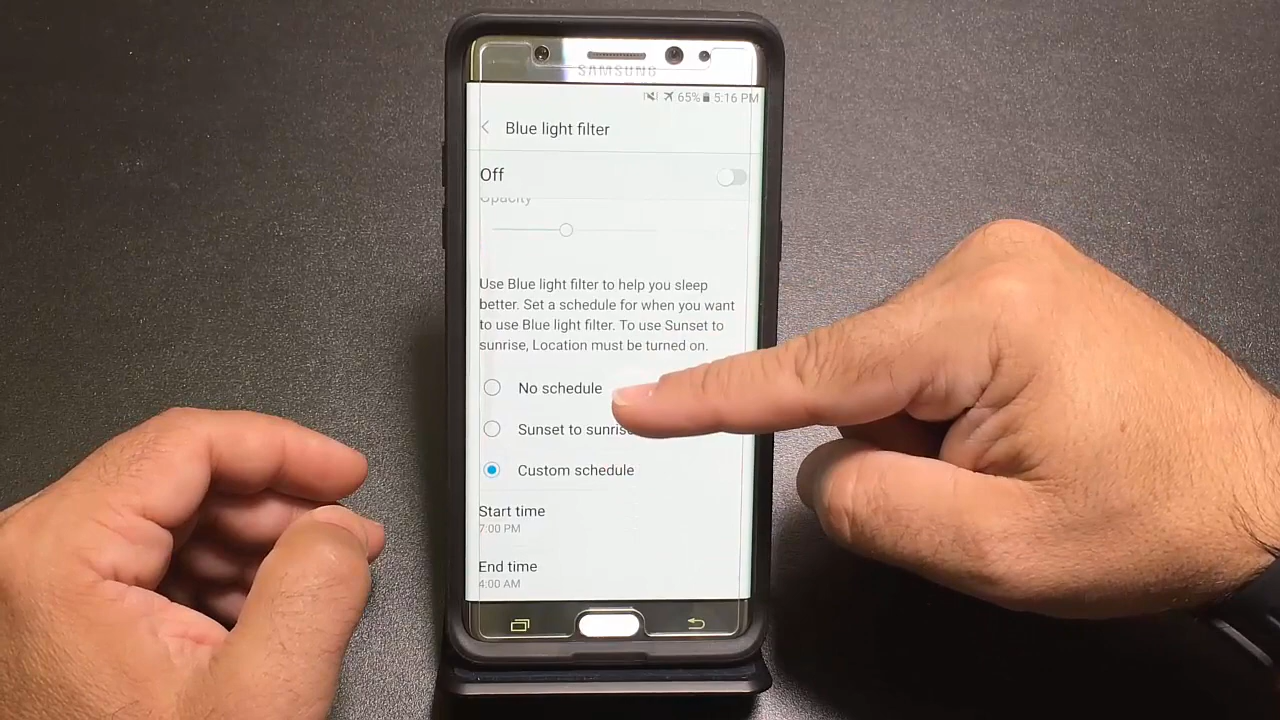 SAMSUNG
65% 5:16 PM
Blue light filter
Off
Opacity
Use Blue light filter to help you sleep
better. Set a schedule for when you want
to use Blue light filter. To use Sunset to
sunrise, Location must be turned on.
No schedule
Sunset to sunrise
Custom schedule
Start time
7:00 PM
End time
4:00 AM